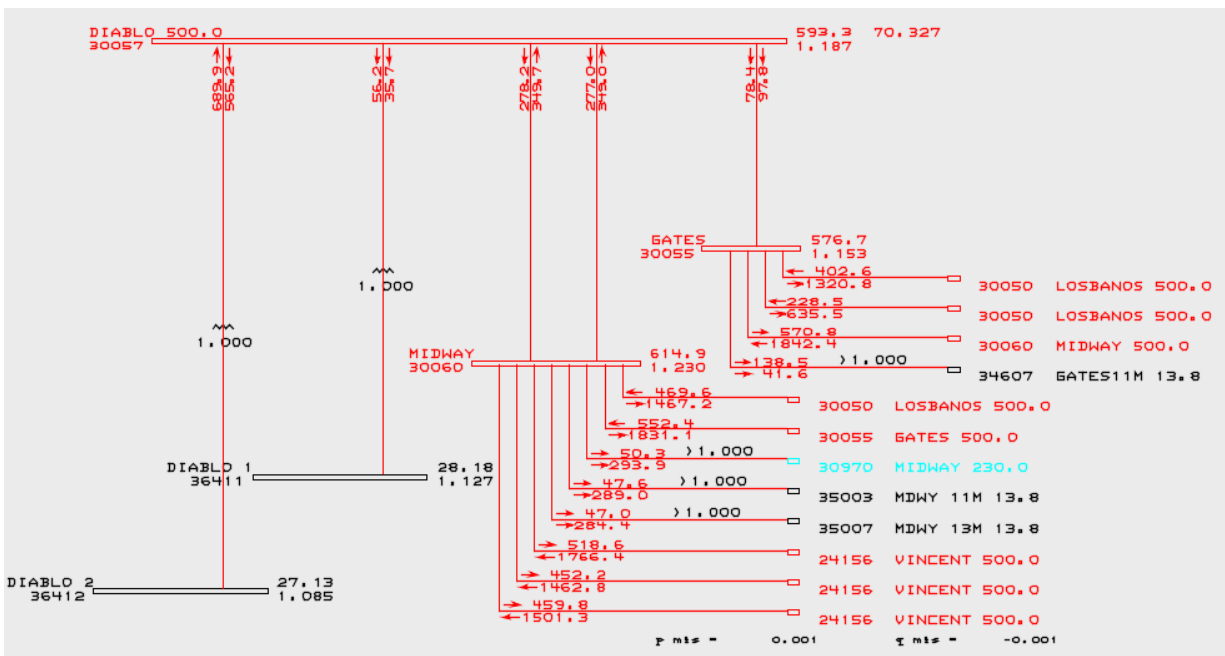 DIABLO 500.0
30057
593.3 70.327
1.187
689.9
565.2
56.2
35.7
278.2
349.7
277.0
349.0
78.4
97.8
GATES
30055
576.7
1.153
402.6
1320.8
30050 LOSBANOS 500.0
228.5
635.5
30050 LOSBANOS 500.0
570.8
1842.4
30060 MIDWAY 500.0
138.5 >1.000
41.6
34607 GATES11M 13.8
1.000
1.000
MIDWAY
30060
614.9
1.230
469.6
1467.2
30050 LOSBANOS 500.0
552.4
1831.1
30055 GATES 500.0
50.3 >1.000
293.9
30970 MIDWAY 230.0
47.6 >1.000
289.0
35003 MDWY 11M 13.8
47.0 >1.000
284.4
35007 MDWY 13M 13.8
518.6
1766.4
24156 VINCENT 500.0
452.2
1462.8
24156 VINCENT 500.0
459.8
1501.3
24156 VINCENT 500.0
DIABLO 1
36411
28.18
1.127
DIABLO 2
36412
27.13
1.085
p mis = 0.001 q mis = -0.001